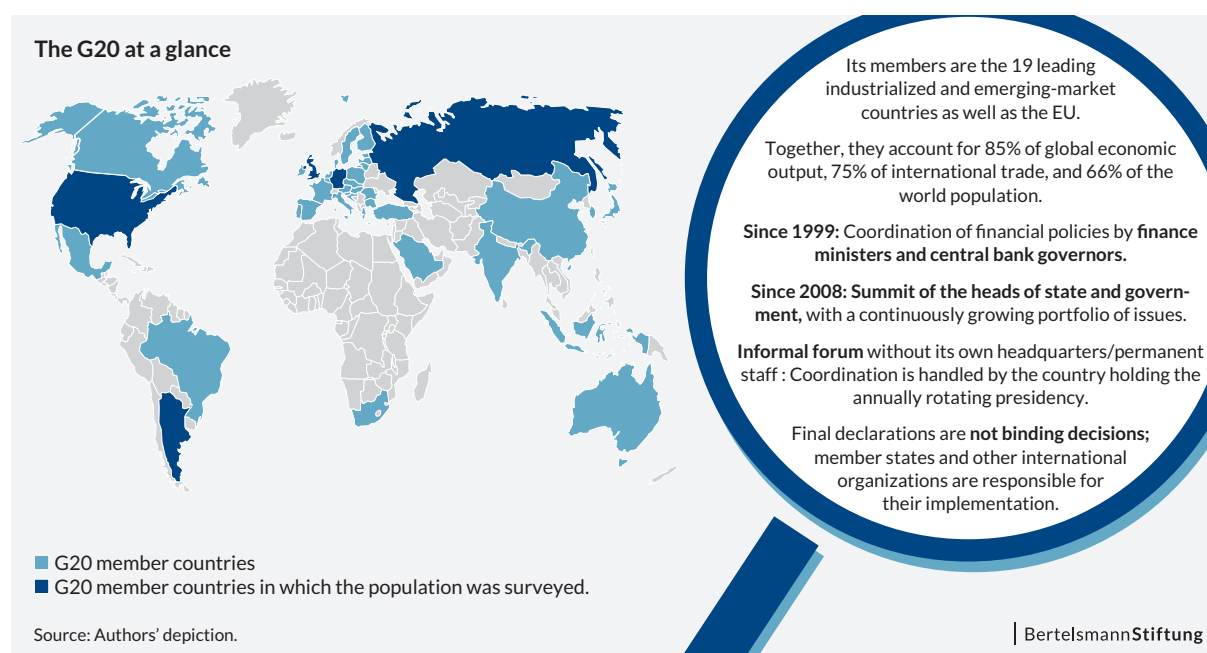 The G20 at a glance
Its members are the 19 leading
industrialized and emerging-market
countries as well as the EU.
Together, they account for 85% of global economic
output, 75% of international trade, and 66% of the
world population.
Since 1999: Coordination of financial policies by finance
ministers and central bank governors.
Since 2008: Summit of the heads of state and govern-
ment, with a continuously growing portfolio of issues.
Informal forum without its own headquarters/permanent
staff : Coordination is handled by the country holding the
annually rotating presidency.
Final declarations are not binding decisions;
member states and other international
organizations are responsible for
their implementation.
G20 member countries
G20 member countries in which the population was surveyed.
Source: Authors’ depiction.
BertelsmannStiftung